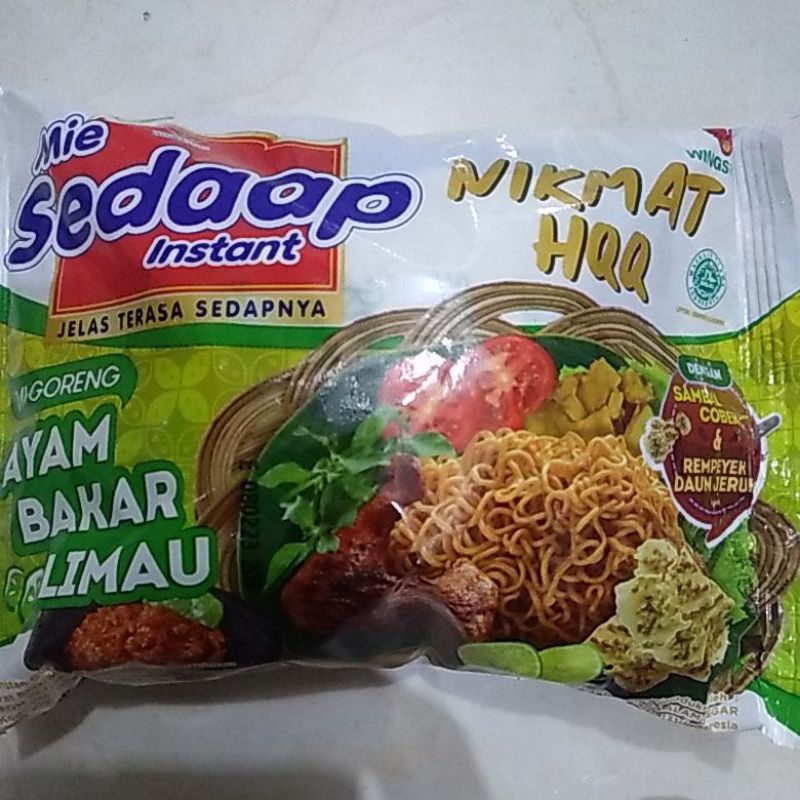 Mie
Sedaap
Instant
JELAS TERASA SEDAPNYA
NIKMAT
HQQ
WINGS
MI GORENG
AYAM
BAKAR
LIMAU
DENGAN
SAMBAL
COBEK
&
REMPEYEK
DAUN JERUK